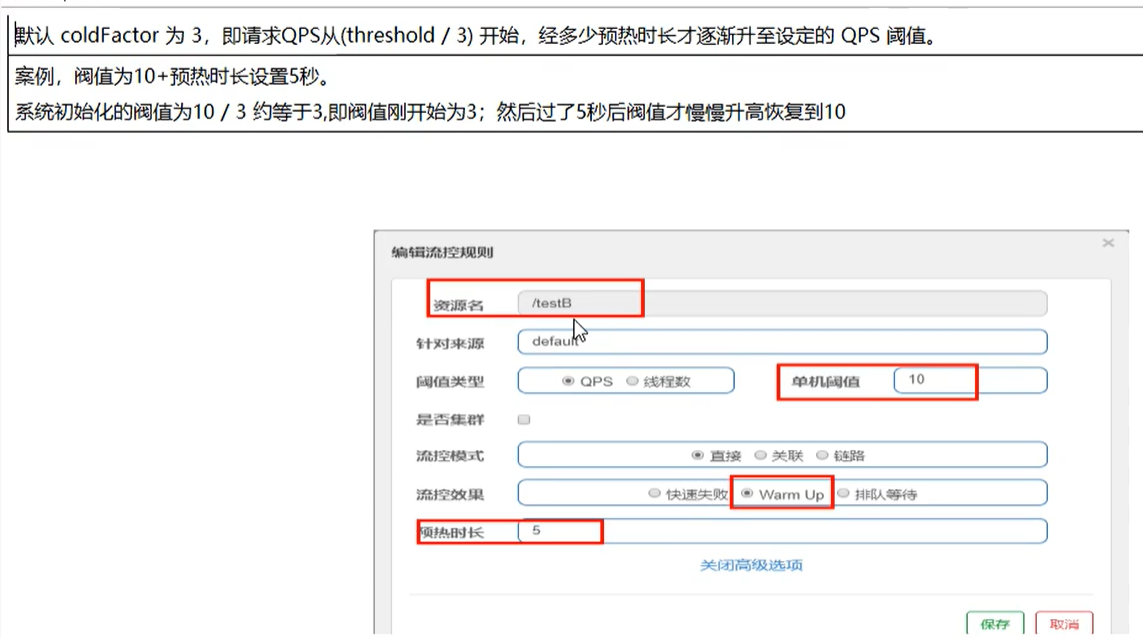 默认 coldFactor 为 3，即请求QPS从(threshold / 3) 开始，经多少预热时长才逐渐升至设定的 QPS 阈值。
案例，阀值为10+预热时长设置5秒。
系统初始化的阀值为10 / 3 约等于3,即阀值刚开始为3；然后过了5秒后阀值才慢慢升高恢复到10
编辑流控规则
×
资源名 /testB
针对来源 default
阈值类型 QPS 线程数 单机阈值 10
是否集群
流控模式 直接 关联 链路
流控效果 快速失败 Warm Up 排队等待
预热时长 5
关闭高级选项
保存 取消